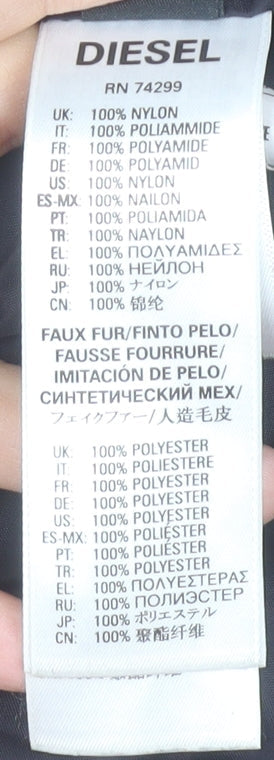 DIESEL
RN 74299
UK: 100% NYLON
IT: 100% POLIAMMIDE
FR: 100% POLYAMIDE
DE: 100% POLYAMID
US: 100% NYLON
ES-MX: 100% NAILON
PT: 100% POLIAMIDA
TR: 100% NAYLON
EL: 100% ΠΟΛΥΑΜΙΔΕΣ
RU: 100% НЕЙЛОН
JP: 100% ナイロン
CN: 100% 锦纶
FAUX FUR/FINTO PELO/
FAUSSE FOURRURE/
IMITACIÓN DE PELO/
СИНТЕТИЧЕСКИЙ МЕХ/
フェイクファー/人造毛皮
UK: 100% POLYESTER
IT: 100% POLIESTERE
FR: 100% POLYESTER
DE: 100% POLYESTER
US: 100% POLYESTER
ES-MX: 100% POLIÉSTER
PT: 100% POLIÉSTER
TR: 100% POLYESTER
EL: 100% ΠΟΛΥΕΣΤΕΡΑΣ
RU: 100% ПОЛИЭСТЕР
JP: 100% ポリエステル
CN: 100% 聚酯纤维